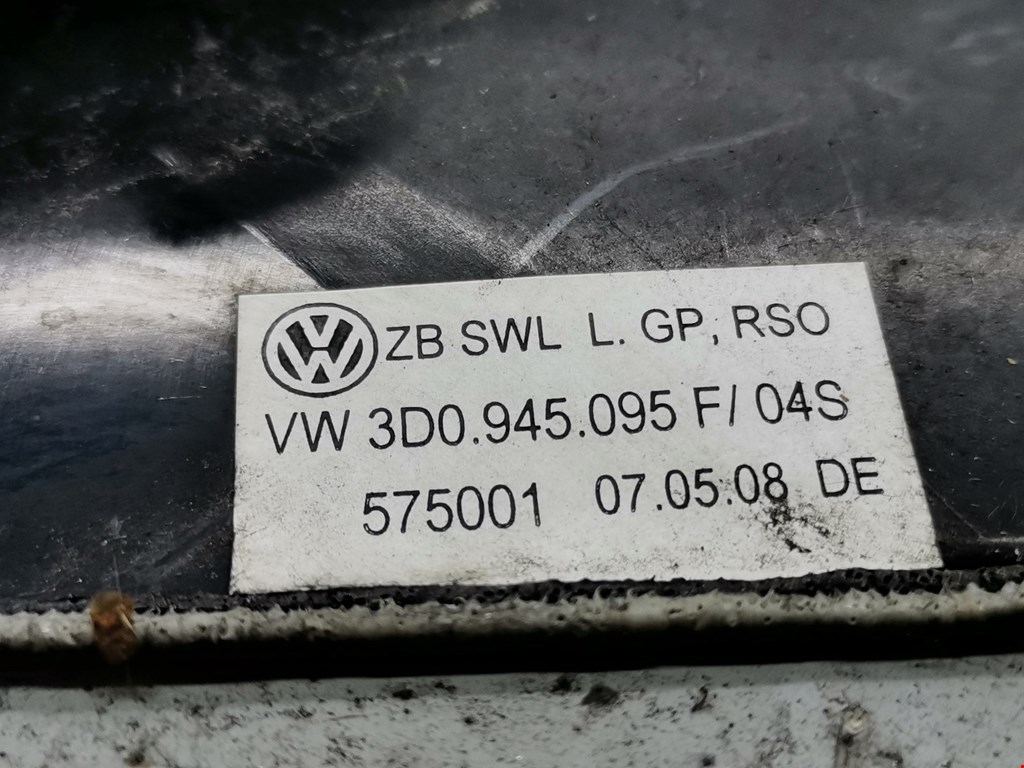 ZB SWL L. GP, RSO
VW 3D0.945.095 F/ 04S
575001 07.05.08 DE